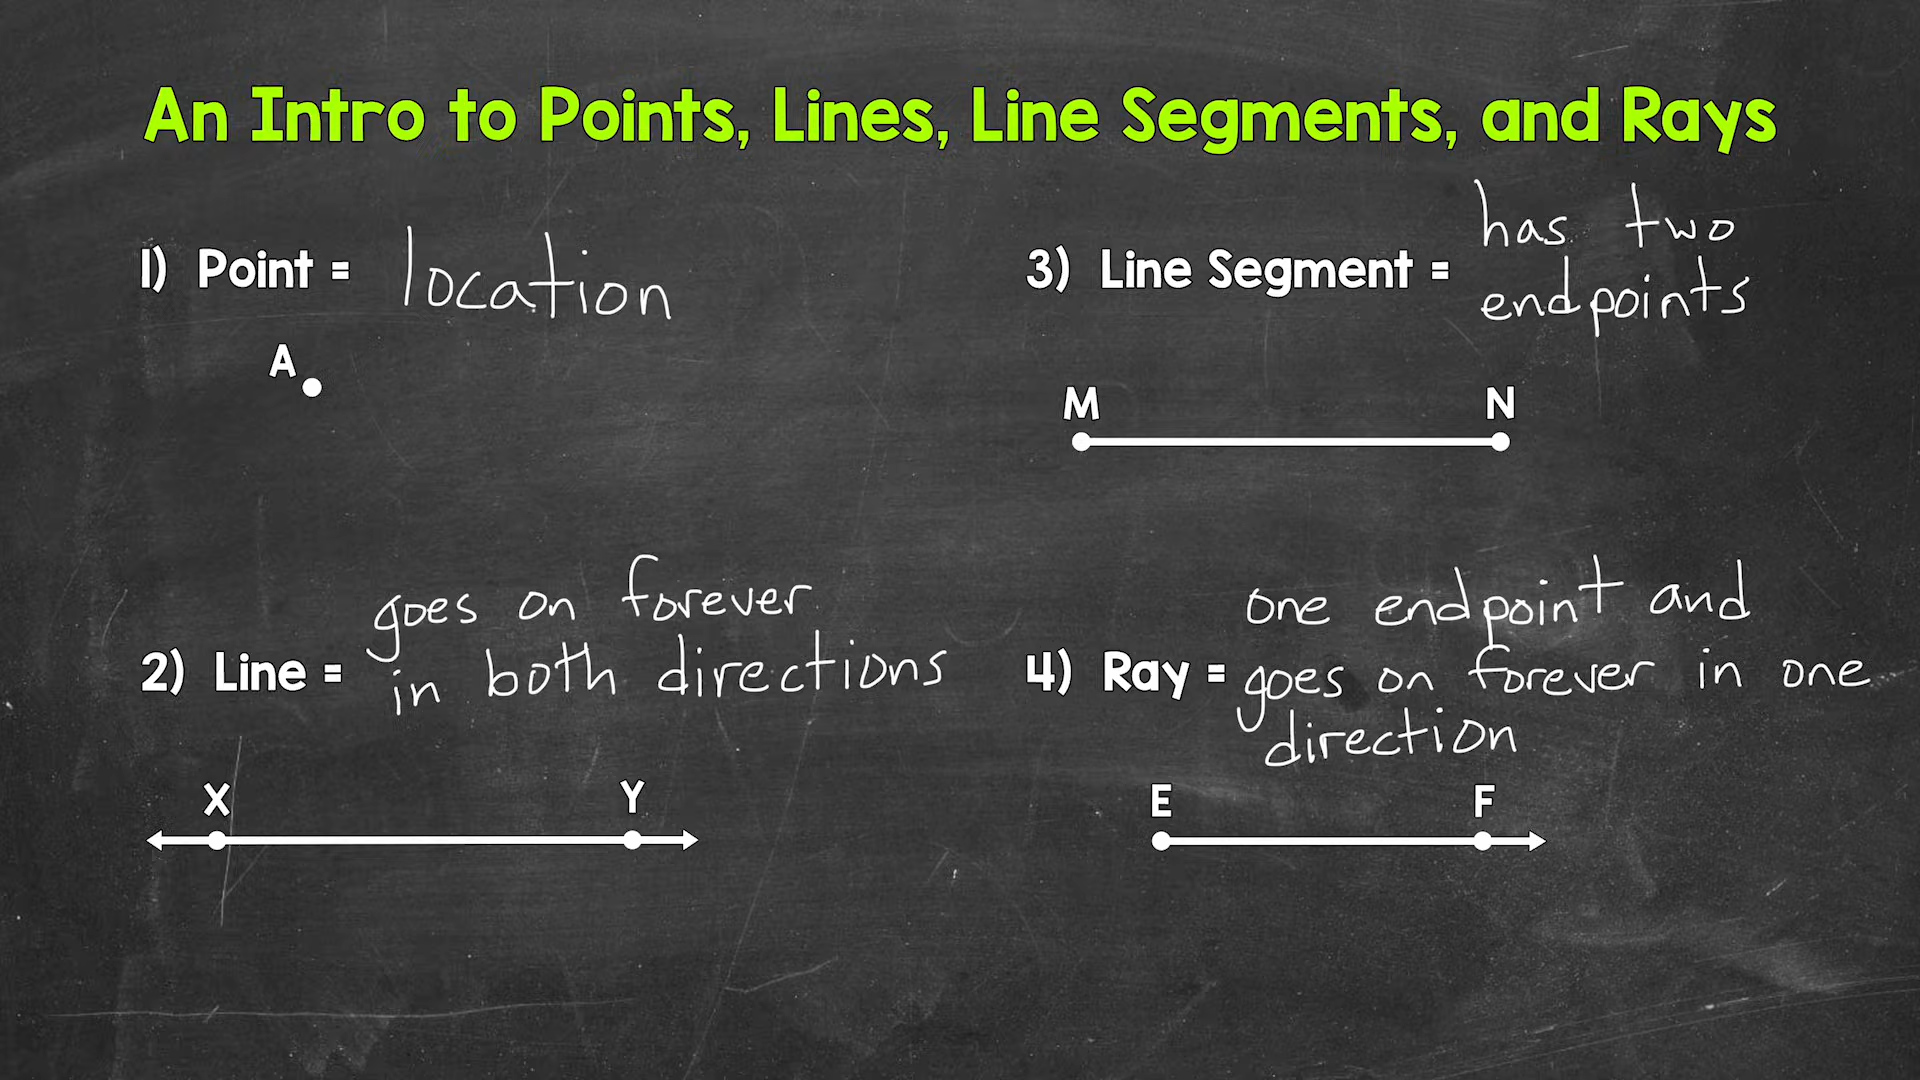 An Intro to Points, Lines, Line Segments, and Rays
1) Point = location
A
2) Line = goes on forever
in both directions
X Y
3) Line Segment = has two
endpoints
M N
4) Ray = one endpoint and
goes on forever in one
direction
E F